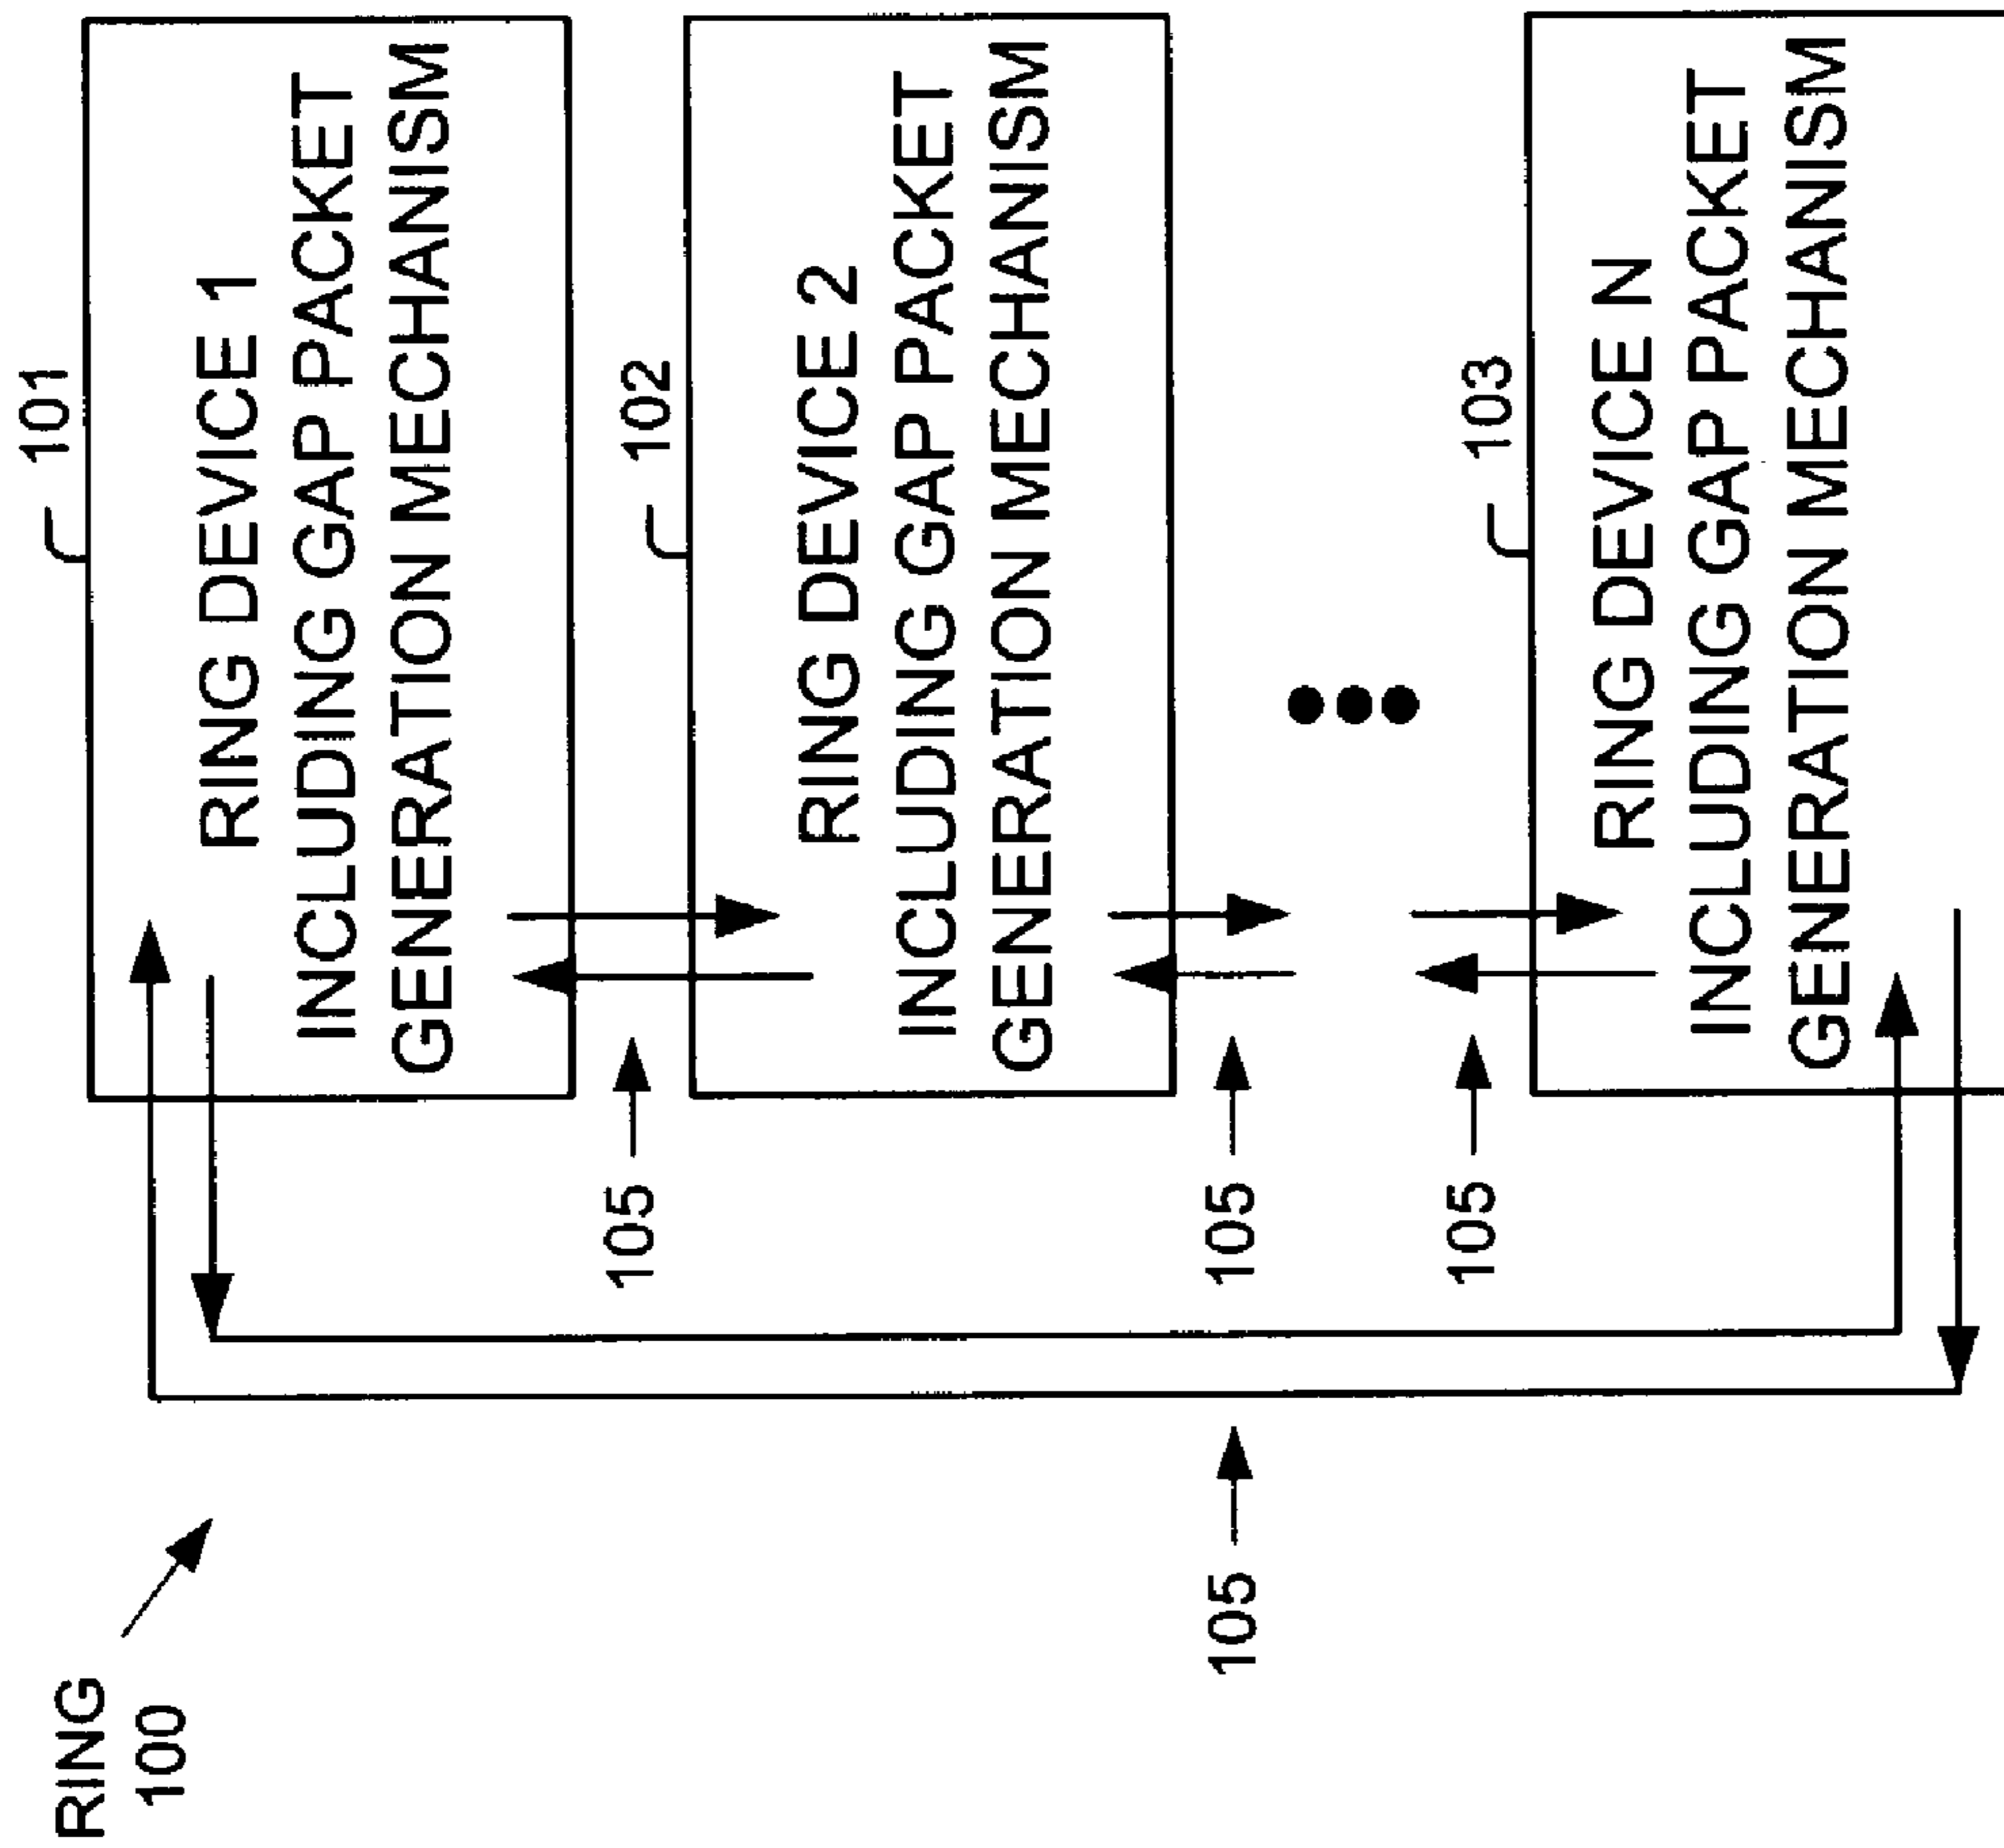 RING
100
101
RING DEVICE 1
INCLUDING GAP PACKET
GENERATION MECHANISM
105
102
RING DEVICE 2
INCLUDING GAP PACKET
GENERATION MECHANISM
105
105
105
103
RING DEVICE N
INCLUDING GAP PACKET
GENERATION MECHANISM